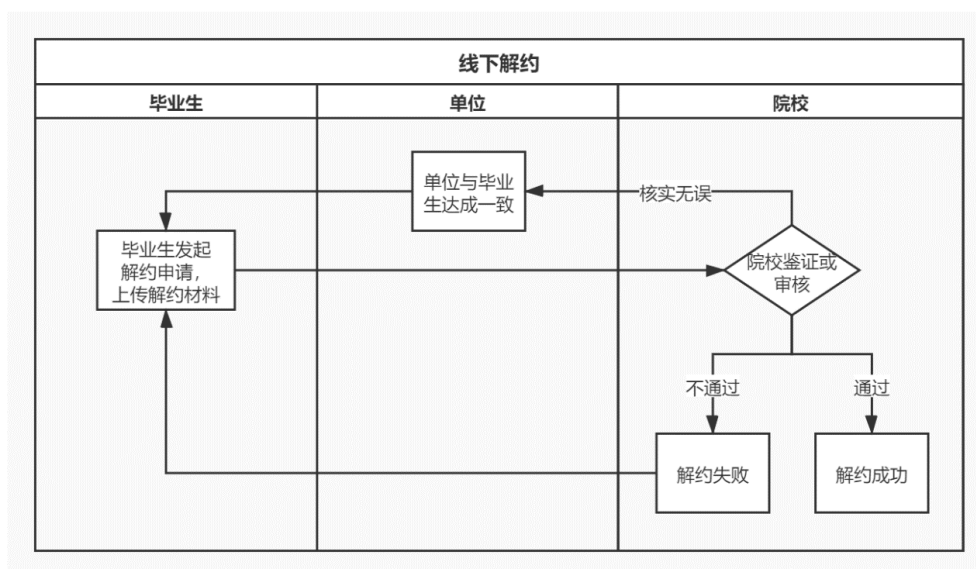 线下解约
毕业生
单位
院校
单位与毕业
生达成一致
核实无误
毕业生发起
解约申请，
上传解约材料
院校鉴证或
审核
不通过
通过
解约失败
解约成功